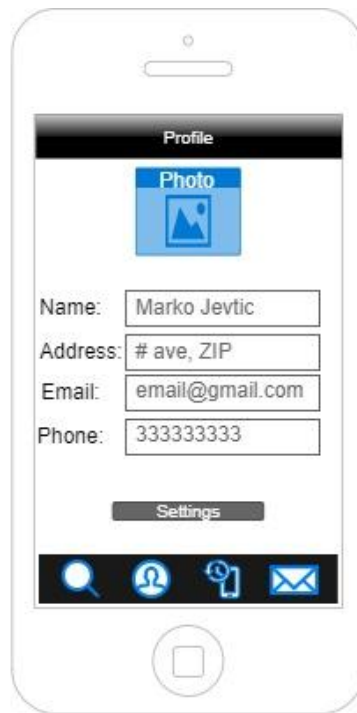 Profile
Photo
Name: Marko Jevtic
Address: # ave, ZIP
Email: email@gmail.com
Phone: 333333333
Settings